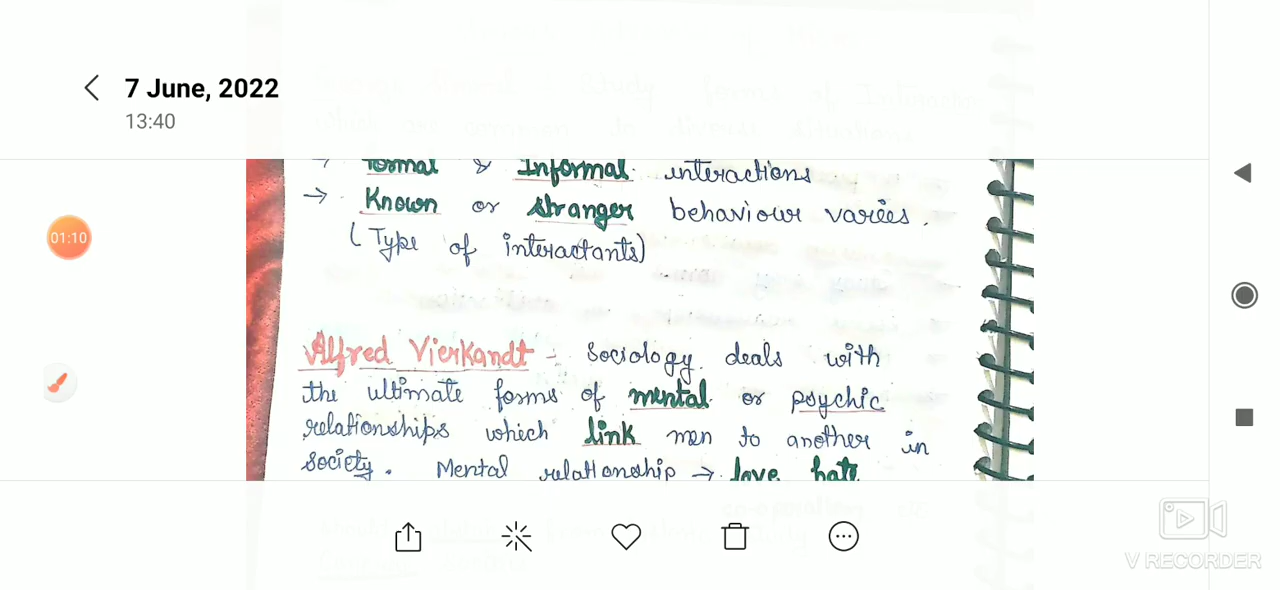 7 June, 2022
13:40
→ Formal & Informal interactions
→ Known or stranger behaviour varies.
(Type of interactants)
01:10
Alfred Vierkandt - Sociology deals with
the ultimate forms of mental or psychic
relationships which link men to another in
society. Mental relationship → love hate
V RECORDER